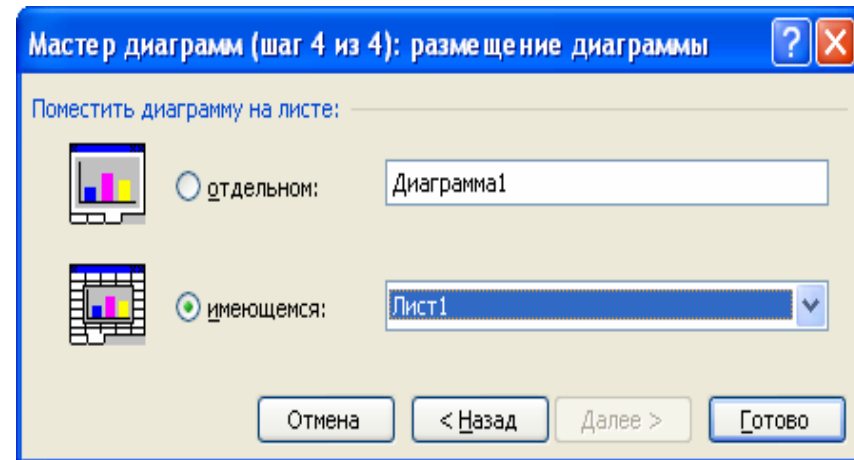 Мастер диаграмм (шаг 4 из 4): размещение диаграммы
Поместить диаграмму на листе:
отдельном: Диаграмма1
имеющемся: Лист1
Отмена < Назад Далее > Готово